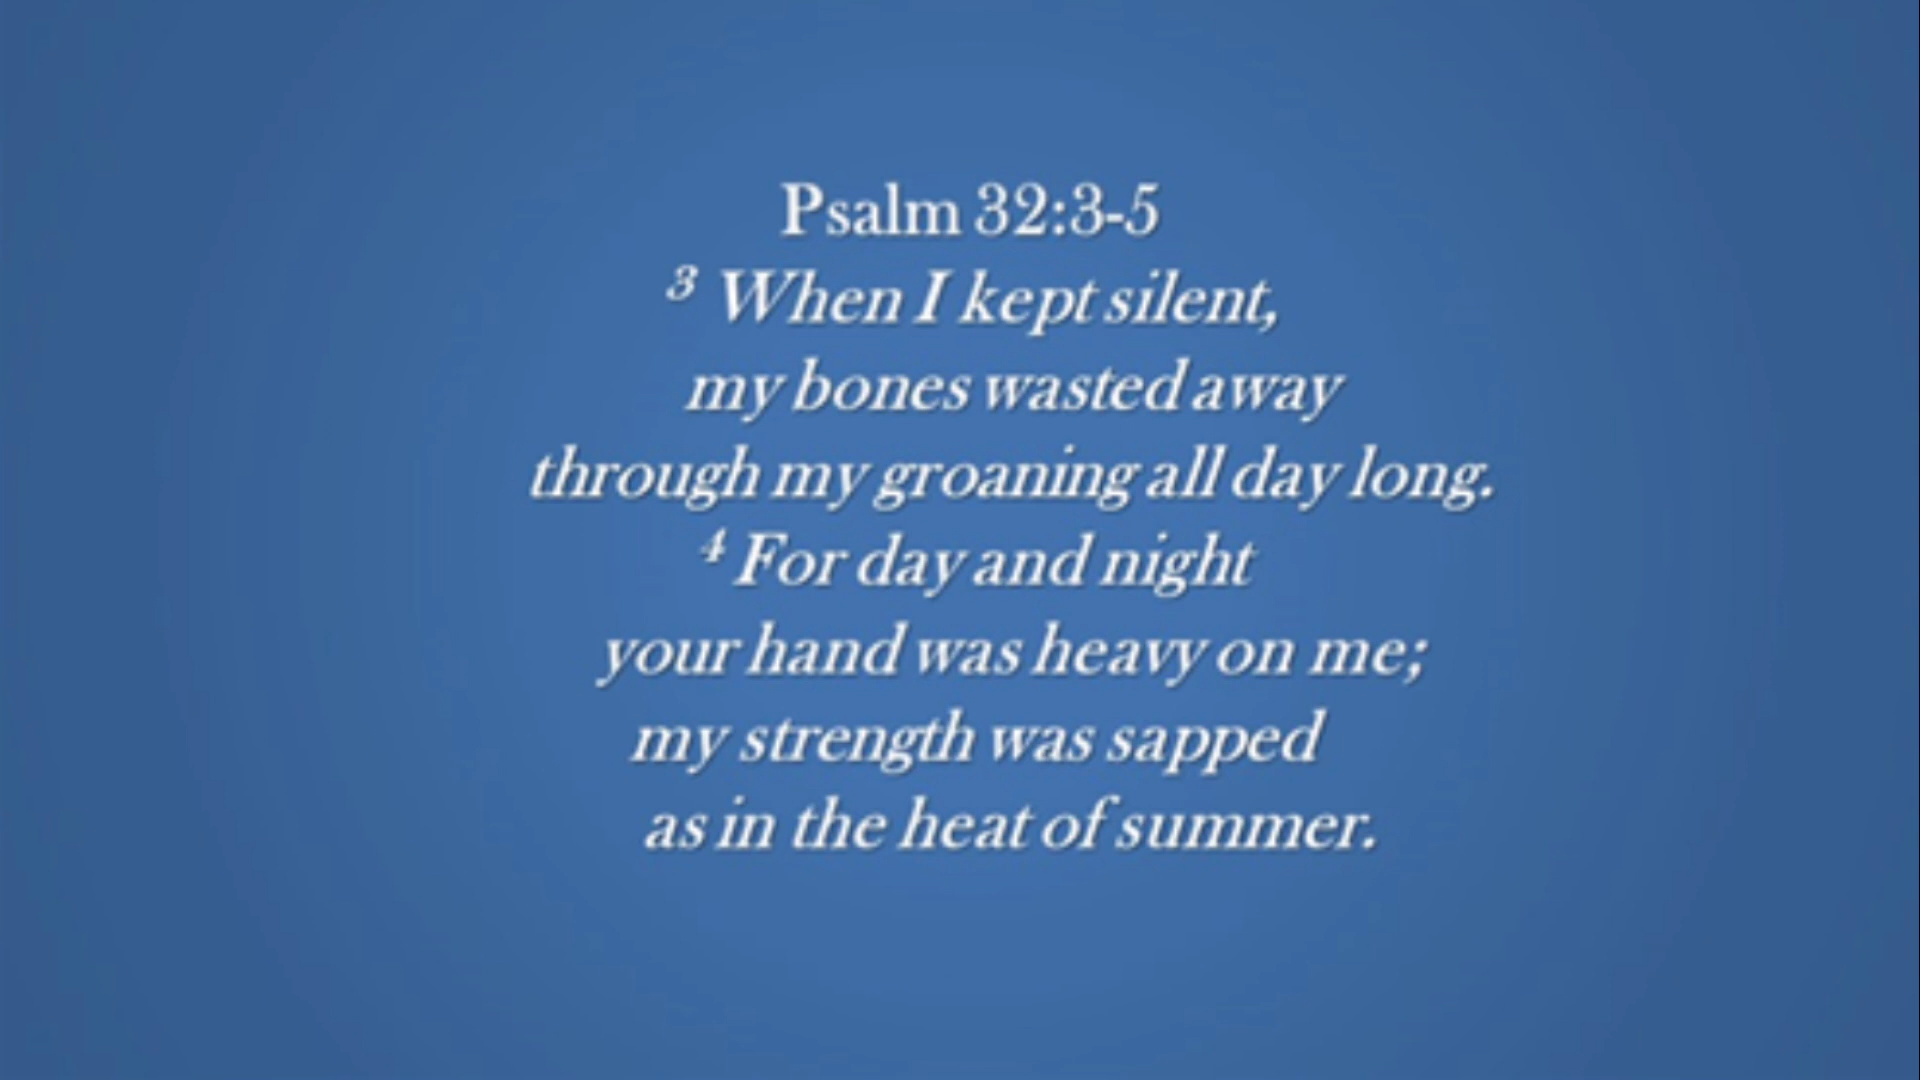 Psalm 32:3-5
³ When I kept silent,
my bones wasted away
through my groaning all day long.
⁴ For day and night
your hand was heavy on me;
my strength was sapped
as in the heat of summer.